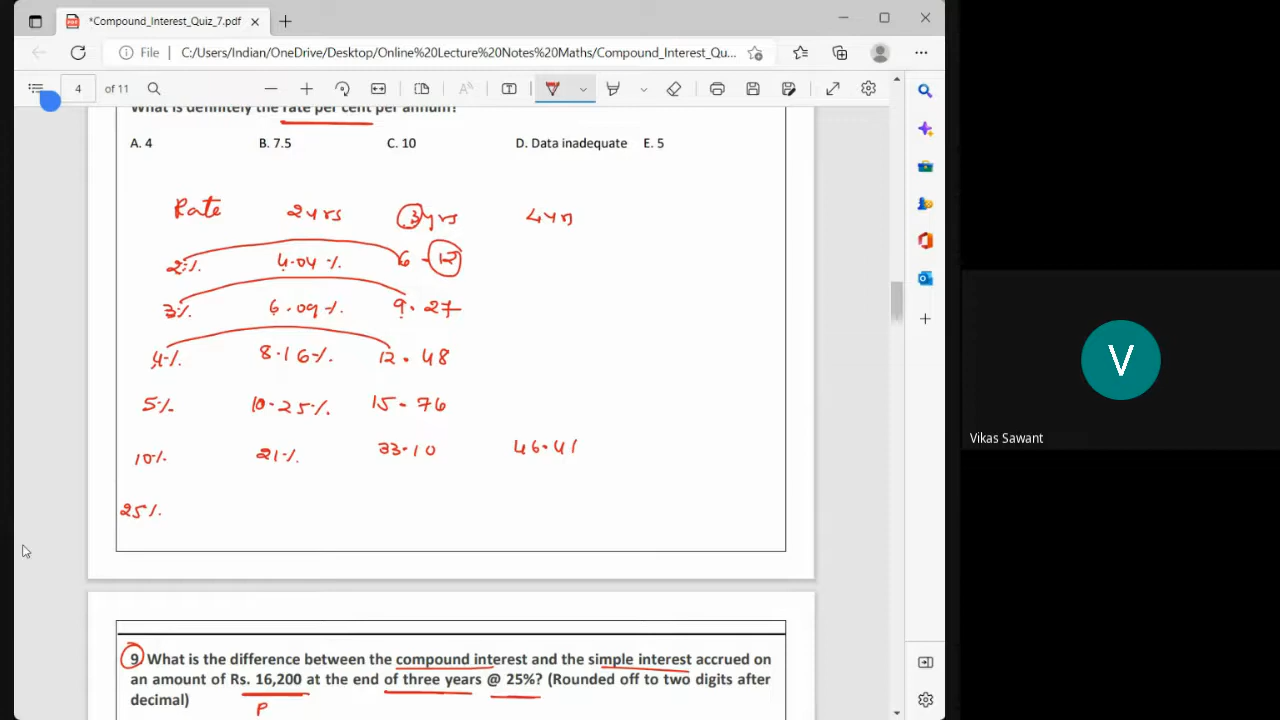 *Compound_Interest_Quiz_7.pdf
File C:/Users/Indian/OneDrive/Desktop/Online%20Lecture%20Notes%20Maths/Compound_Interest_Qu...
4 of 11
What is definitely the rate per cent per annum?
A. 4 B. 7.5 C. 10 D. Data inadequate E. 5
Rate 2yrs 3yrs 4yrs
2% 4.04 % 6.12
3% 6.09 % 9.27
4% 8.16% 12.48
5% 10.25% 15.76
10% 21% 33.10 46.41
25%
9. What is the difference between the compound interest and the simple interest accrued on
an amount of Rs. 16,200 at the end of three years @ 25%? (Rounded off to two digits after
decimal)
P
V
Vikas Sawant